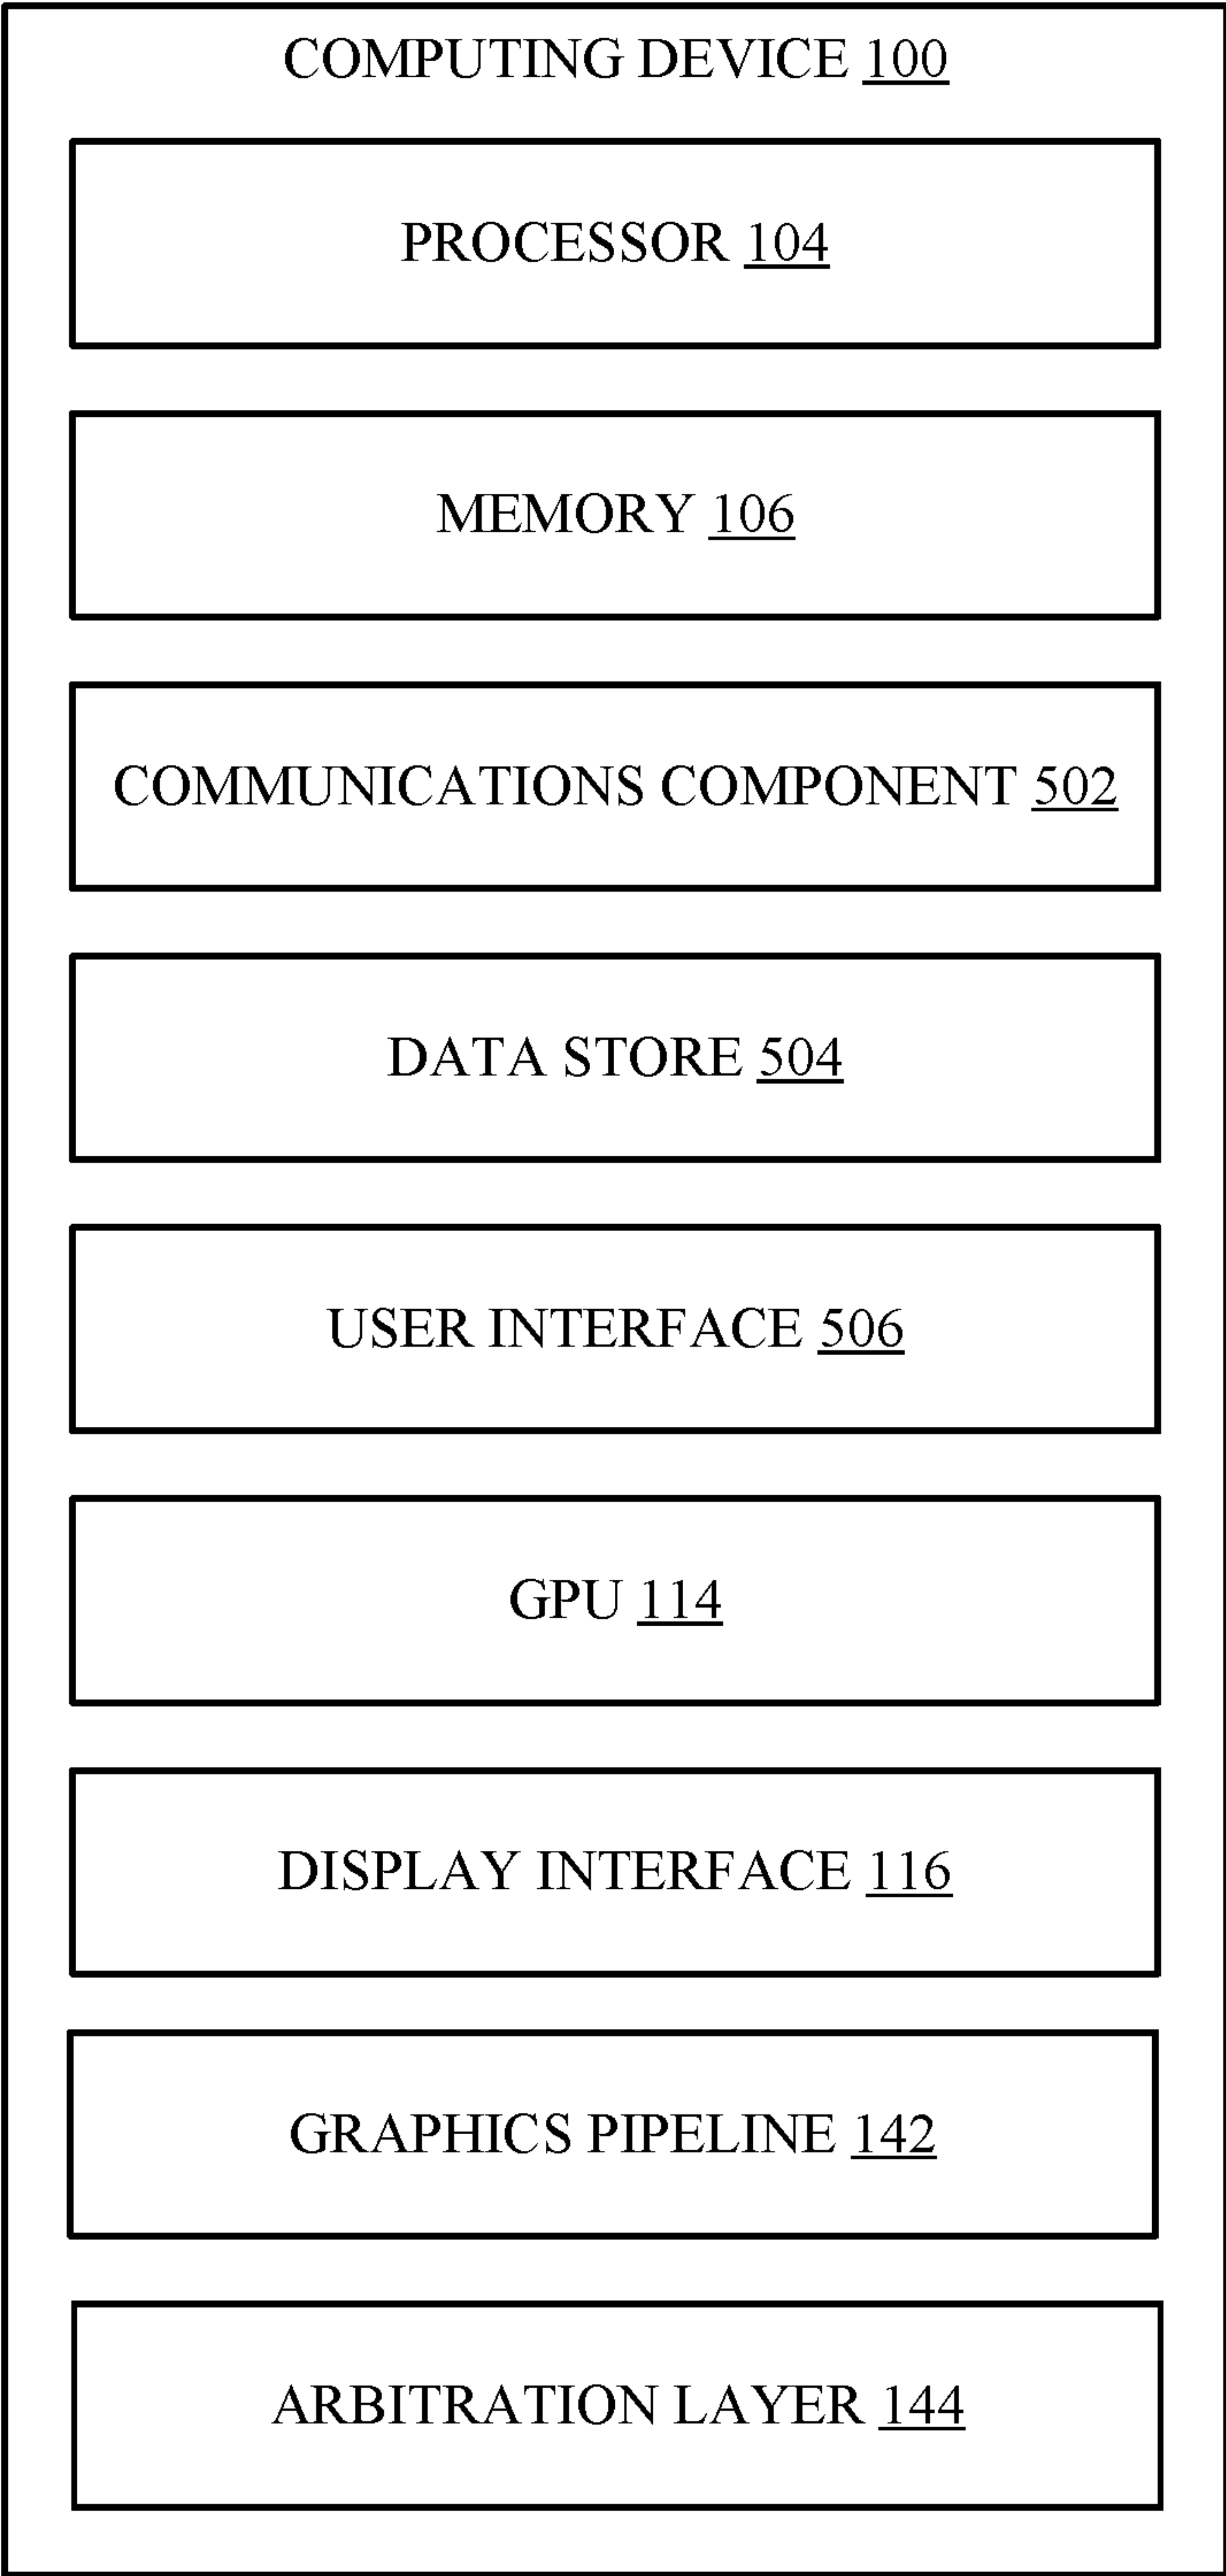 COMPUTING DEVICE 100
PROCESSOR 104
MEMORY 106
COMMUNICATIONS COMPONENT 502
DATA STORE 504
USER INTERFACE 506
GPU 114
DISPLAY INTERFACE 116
GRAPHICS PIPELINE 142
ARBITRATION LAYER 144